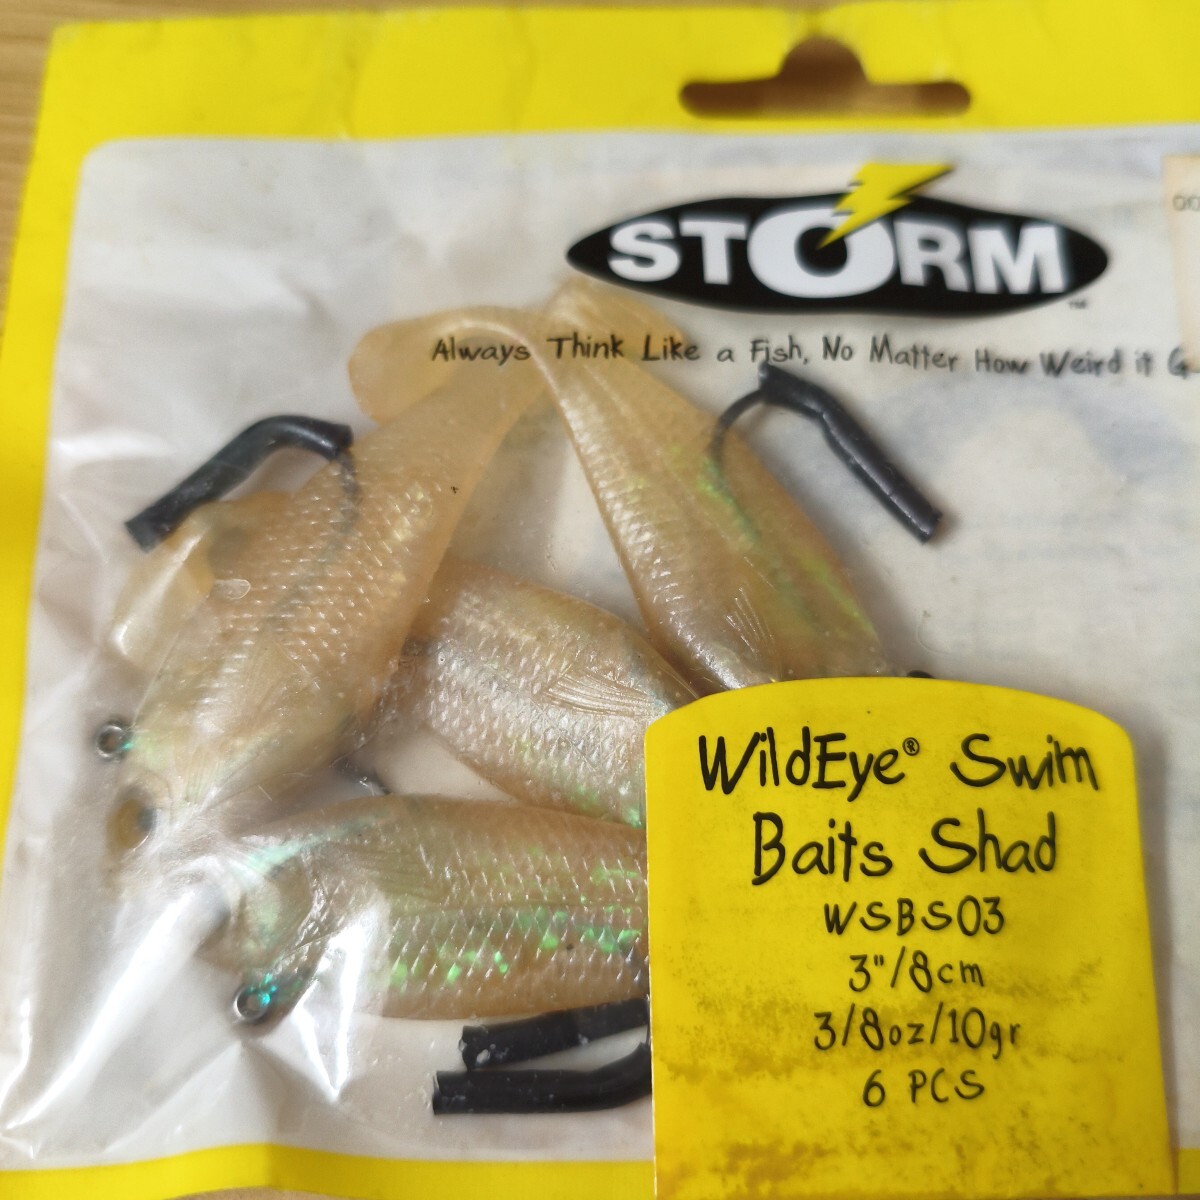 STORM™
Always Think Like a Fish, No Matter How Weird it G
WildEye® Swim
Baits Shad
WSBS03
3"/8cm
3/8oz/10gr
6 PCS